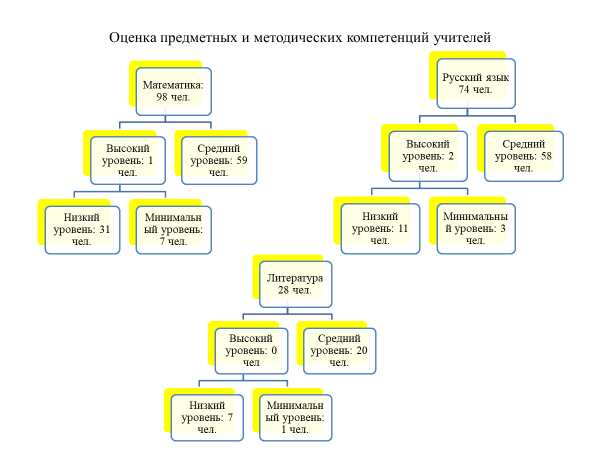 Оценка предметных и методических компетенций учителей
Математика:
98 чел.
Высокий
уровень: 1
чел.
Средний
уровень: 59
чел.
Низкий
уровень: 31
чел.
Минимальн
ый уровень:
7 чел.
Русский язык
74 чел.
Высокий
уровень: 2
чел.
Средний
уровень: 58
чел.
Низкий
уровень: 11
чел.
Минимальны
й уровень: 3
чел.
Литература
28 чел.
Высокий
уровень: 0
чел
Средний
уровень: 20
чел.
Низкий
уровень: 7
чел.
Минимальн
ый уровень:
1 чел.